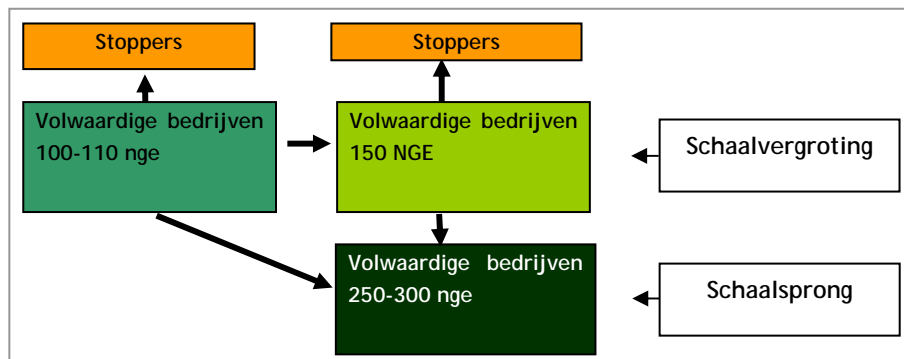 Stoppers
Stoppers
Volwaardige bedrijven
100-110 nge
Volwaardige bedrijven
150 NGE
Schaalvergroting
Volwaardige bedrijven
250-300 nge
Schaalsprong